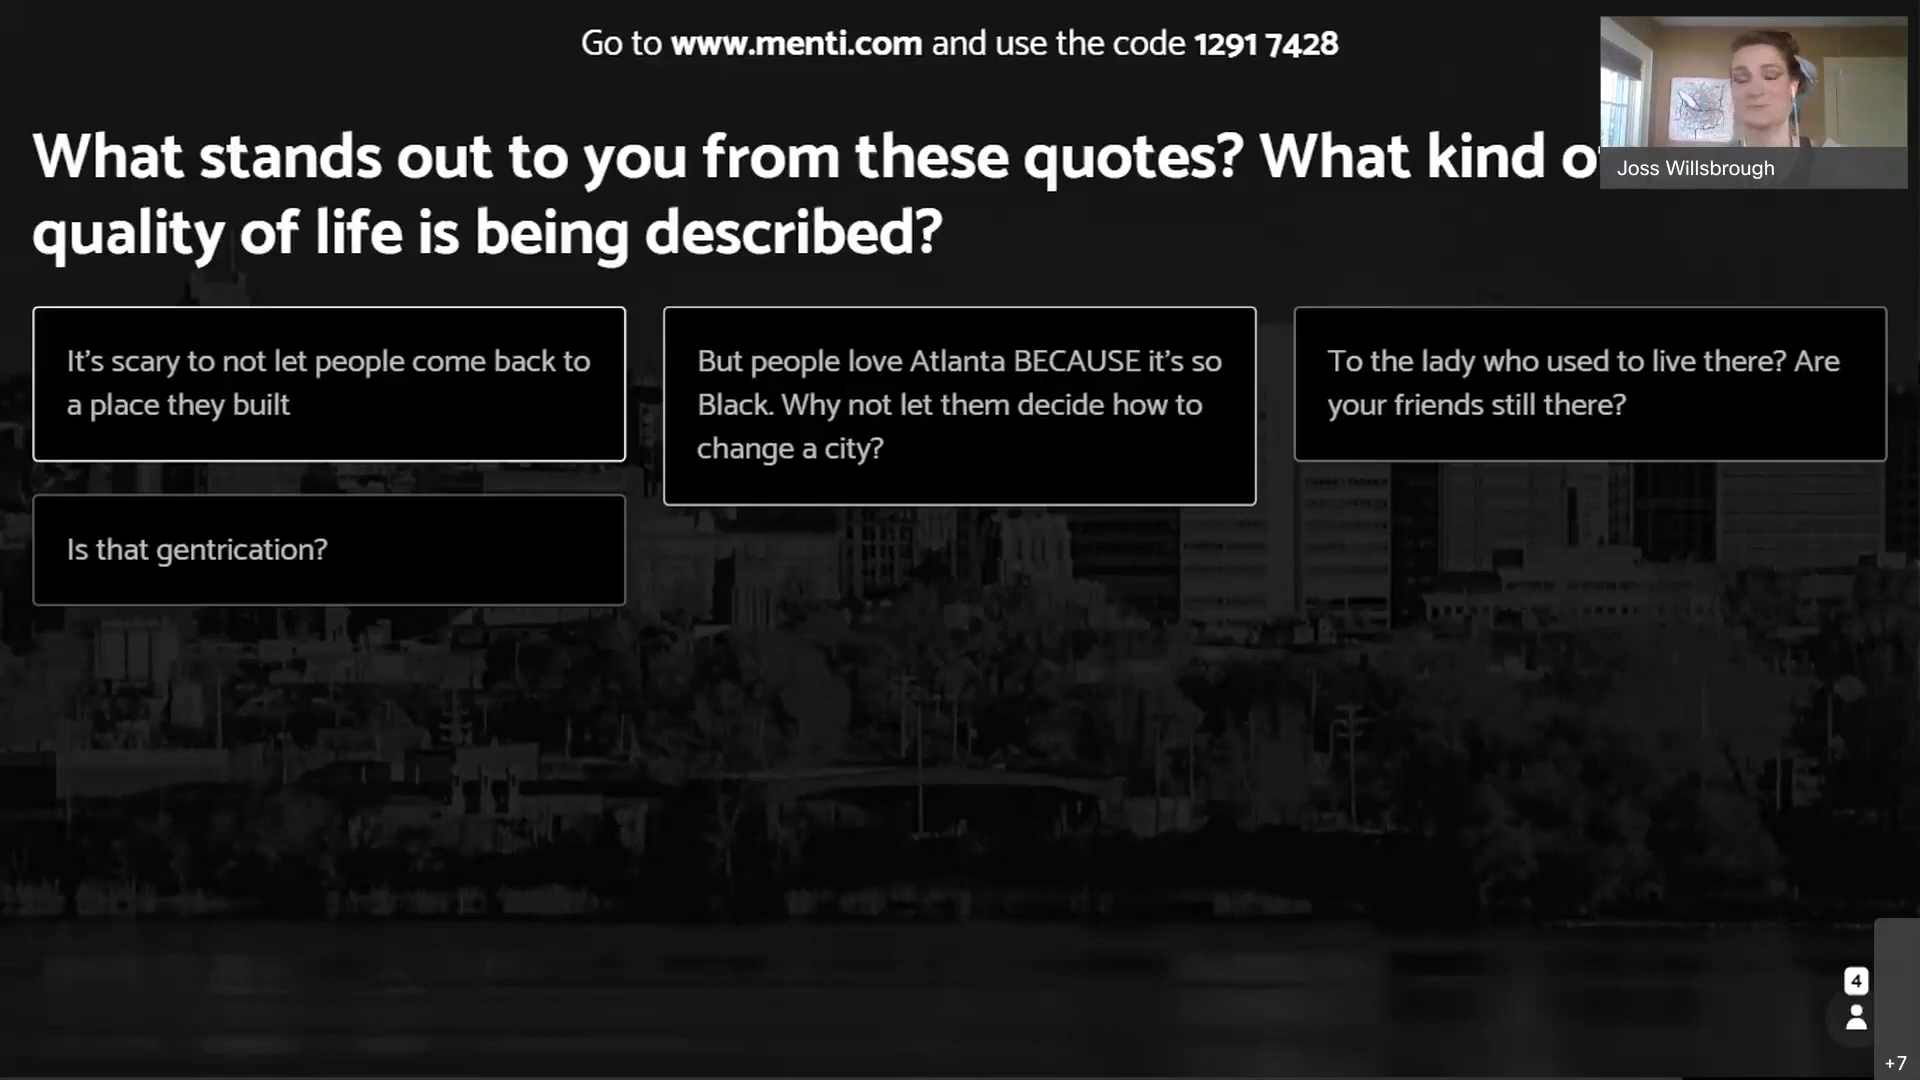 Go to www.menti.com and use the code 1291 7428
What stands out to you from these quotes? What kind
quality of life is being described?
Joss Willsbrough
It's scary to not let people come back to
a place they built
But people love Atlanta BECAUSE it's so
Black. Why not let them decide how to
change a city?
To the lady who used to live there? Are
your friends still there?
Is that gentrication?
4
+7